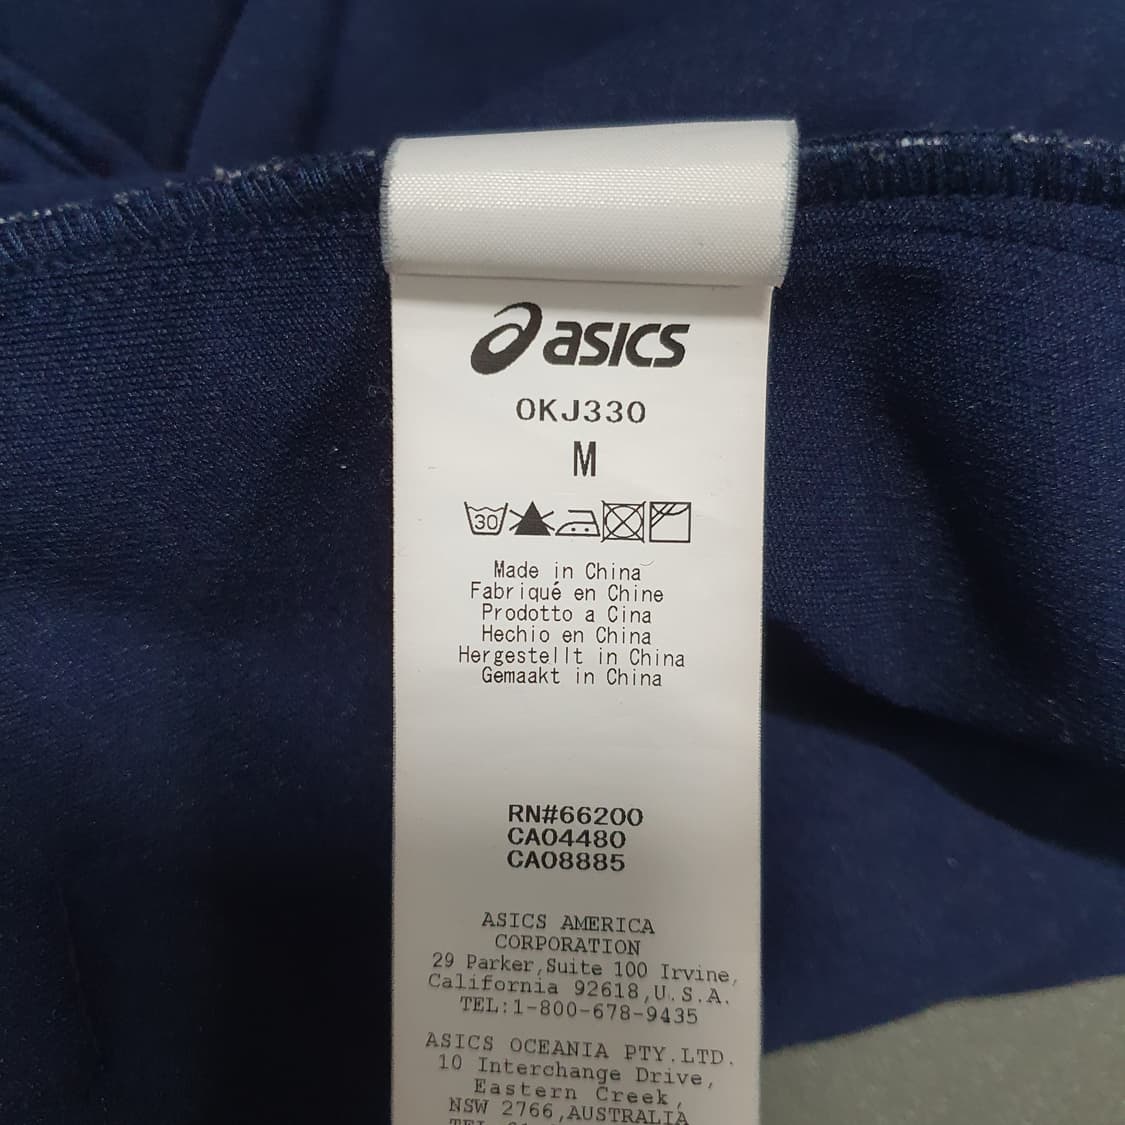 asics
OKJ330
M
30
Made in China
Fabriqué en Chine
Prodotto a Cina
Hechio en China
Hergestellt in China
Gemaakt in China
RN#66200
CA04480
CA08885
ASICS AMERICA
CORPORATION
29 Parker,Suite 100 Irvine,
California 92618,U.S.A.
TEL:1-800-678-9435
ASICS OCEANIA PTY.LTD.
10 Interchange Drive,
Eastern Creek,
NSW 2766,AUSTRALIA